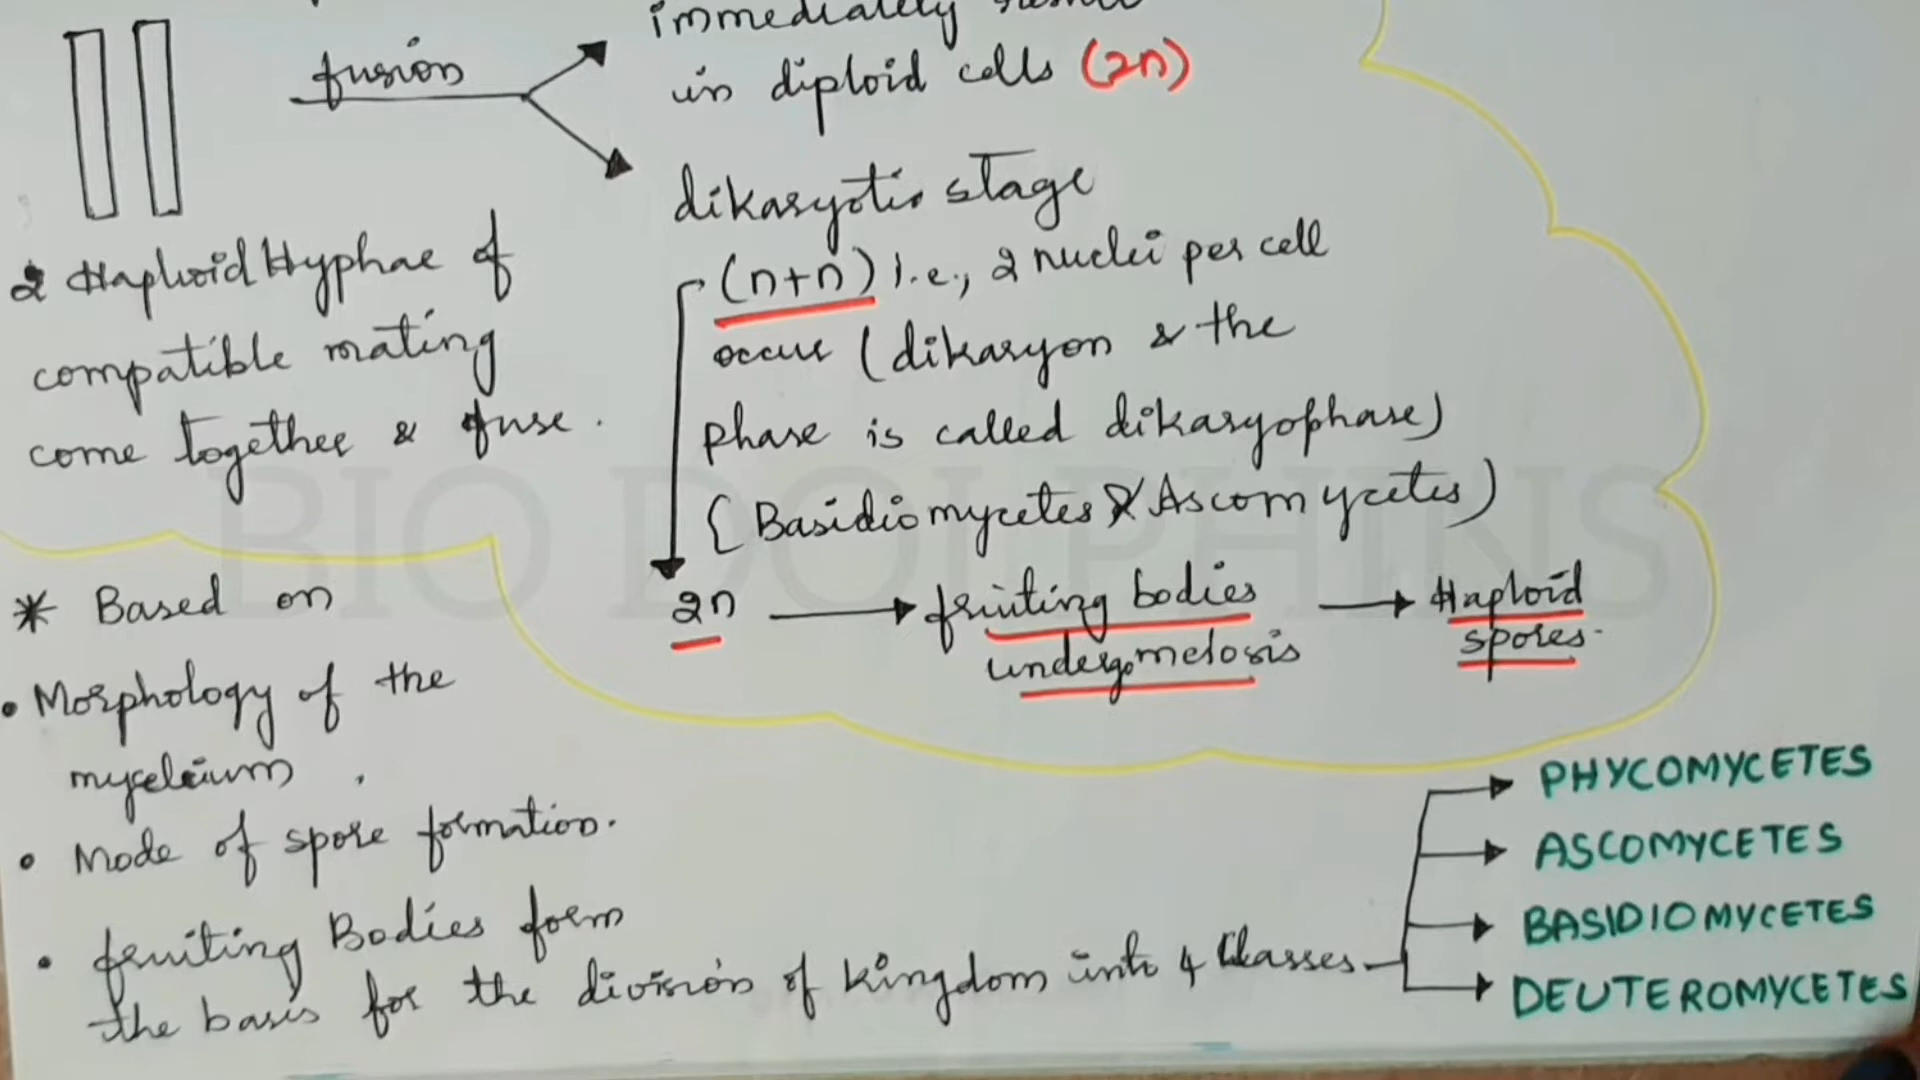 immediately
in diploid cells (2n)
fusion
dikaryotic stage
(n+n) i.e., 2 nuclei per cell
occur (dikaryon & the
phase is called dikaryophase)
(Basidiomycetes & Ascomycetes)
2n → fruiting bodies → Haploid
undergo meiosis
spores.
2 Haploid Hyphae of
compatible mating
come together & fuse.
* Based on
• Morphology of the
mycelium.
• Mode of spore formation.
• fruiting Bodies form
the basis for the division of kingdom into 4 Classes
PHYCOMYCETES
ASCOMYCETES
BASIDIOMYCETES
DEUTEROMYCETES
BIO DOLPHINS